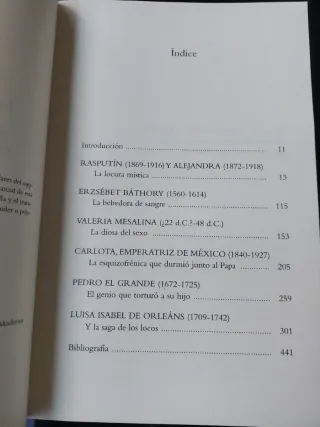 Índice
Introducción 11
RASPUTÍN (1869-1916) Y ALEJANDRA (1872-1918)
La locura mística 13
ERZSÉBET BÁTHORY (1560-1614)
La bebedora de sangre 115
VALERIA MESALINA (¿22 d.C.?-48 d.C.)
La diosa del sexo 153
CARLOTA, EMPERATRIZ DE MÉXICO (1840-1927)
La esquizofrénica que durmió junto al Papa 205
PEDRO EL GRANDE (1672-1725)
El genio que torturó a su hijo 259
LUISA ISABEL DE ORLEÁNS (1709-1742)
Y la saga de los locos 301
Bibliografía 441